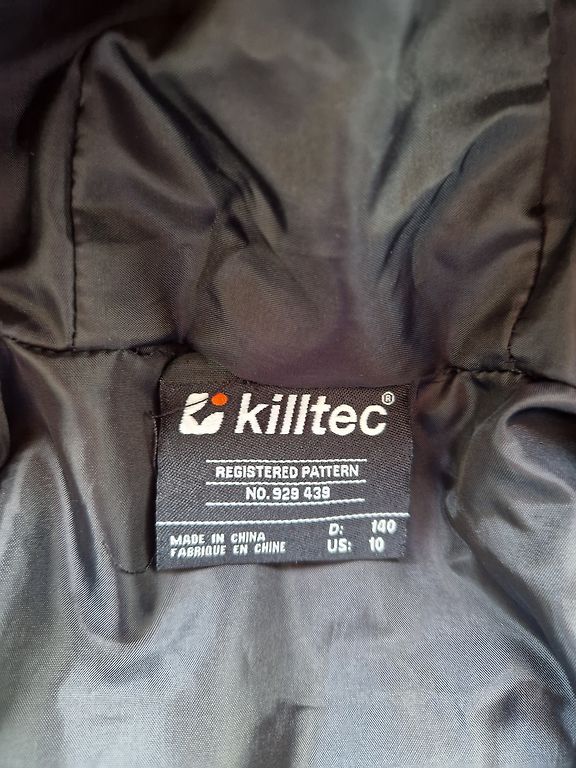 killtec®
REGISTERED PATTERN
NO. 929 439
MADE IN CHINA
FABRIQUE EN CHINE
D: 140
US: 10